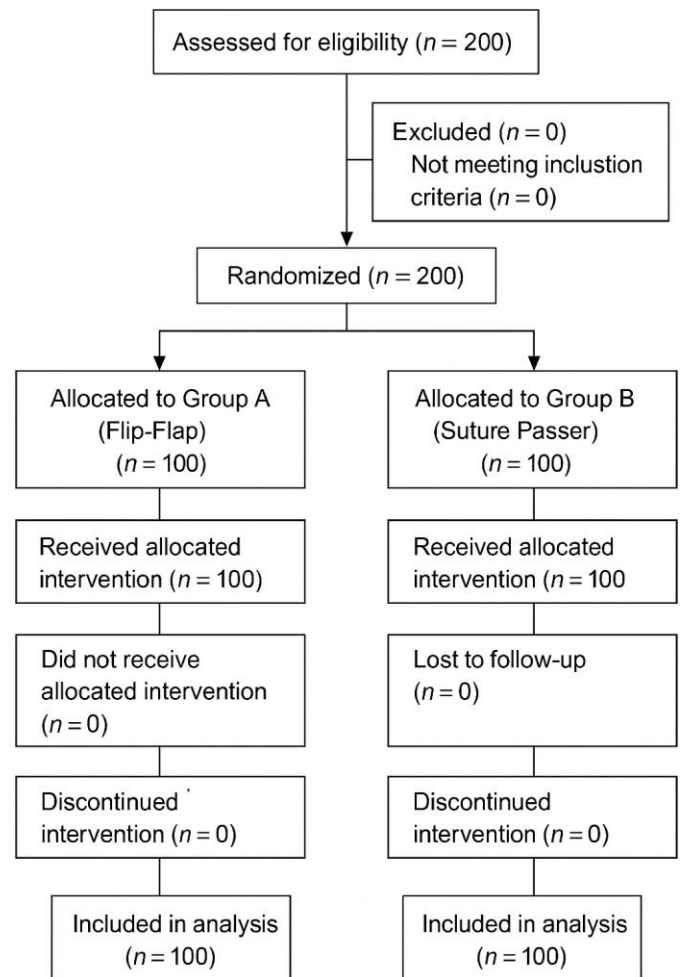 Assessed for eligibility (n = 200)
Excluded (n = 0)
Not meeting inclustion
criteria (n = 0)
Randomized (n = 200)
Allocated to Group A
(Flip-Flap)
(n = 100)
Allocated to Group B
(Suture Passer)
(n = 100)
Received allocated
intervention (n = 100)
Received allocated
intervention (n = 100
Did not receive
allocated intervention
(n = 0)
Lost to follow-up
(n = 0)
Discontinued
intervention (n = 0)
Discontinued
intervention (n = 0)
Included in analysis
(n = 100)
Included in analysis
(n = 100)